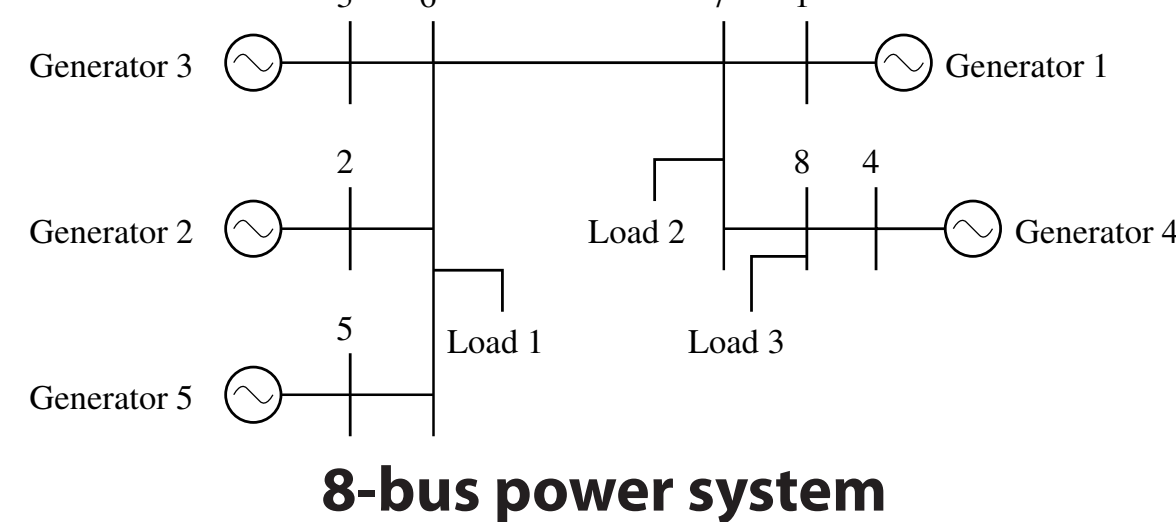 Generator 3
Generator 1
2
8
4
Generator 2
Load 2
Generator 4
5
Load 1
Load 3
Generator 5
8-bus power system